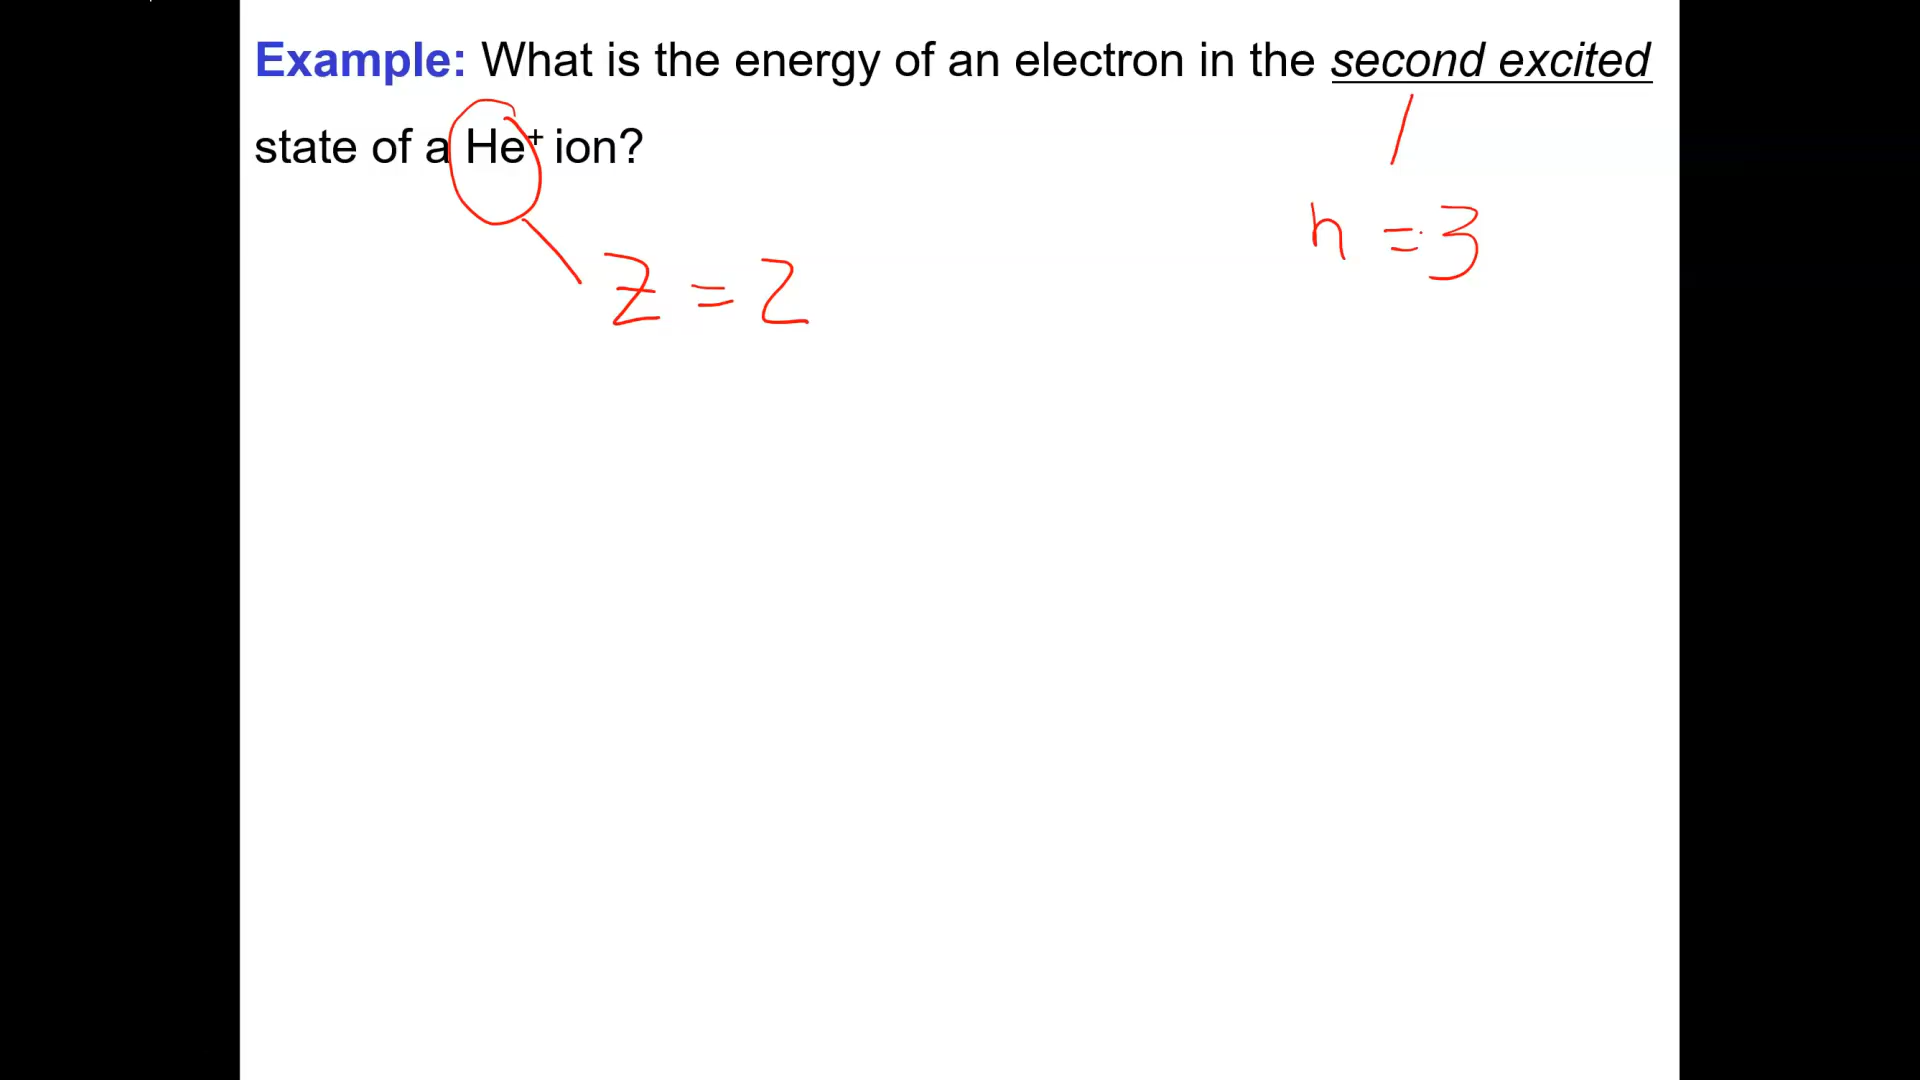 Example: What is the energy of an electron in the second excited
state of a He⁺ ion?
n = 3
Z = 2